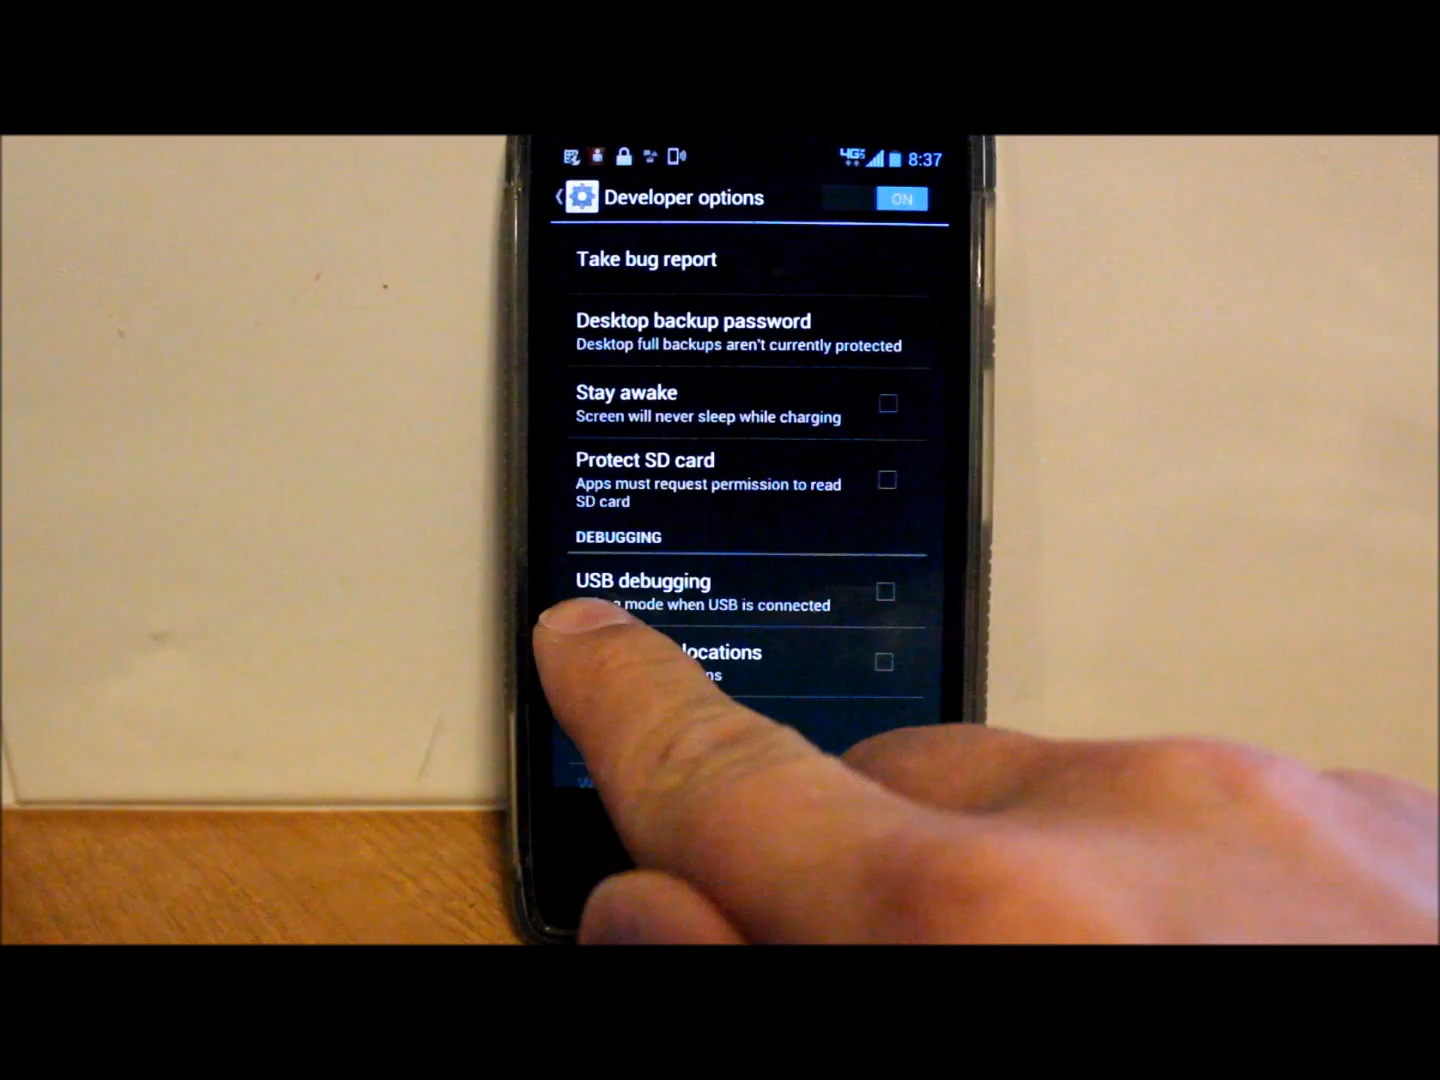 4G 8:37
Developer options ON
Take bug report
Desktop backup password
Desktop full backups aren't currently protected
Stay awake
Screen will never sleep while charging
Protect SD card
Apps must request permission to read
SD card
DEBUGGING
USB debugging
mode when USB is connected
locations